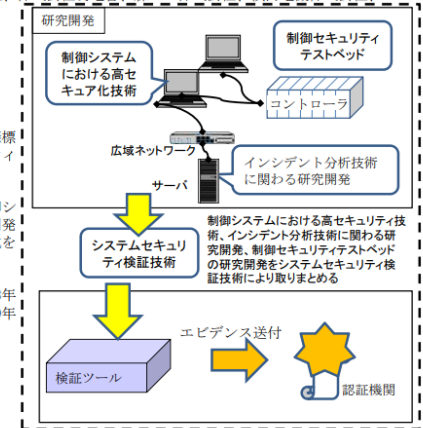 研究開発
制御システム
における高セ
キュア化技術
制御セキュリティ
テストベッド
コントローラ
広域ネットワーク
サーバ
インシデント分析技術
に関わる研究開発
標
ィ
シ
発
を
年
年
システムセキュリ
ティ検証技術
制御システムにおける高セキュリティ技
術、インシデント分析技術に関わる研
究開発、制御セキュリティテストベッド
の研究開発をシステムセキュリティ検
証技術により取りまとめる
検証ツール
エビデンス送付
認証機関